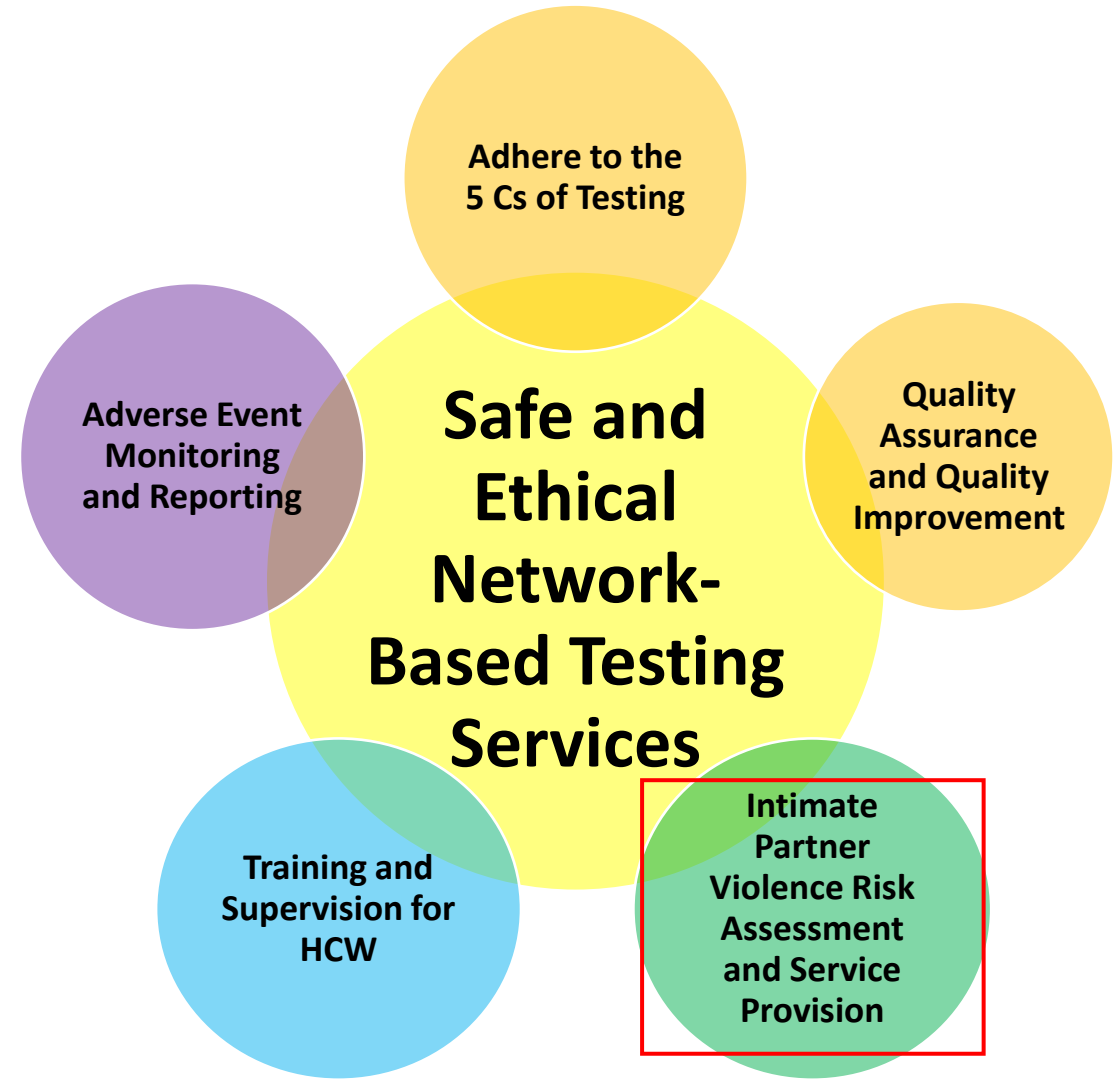 Adhere to the
5 Cs of Testing
Quality
Assurance
and Quality
Improvement
Adverse Event
Monitoring
and Reporting
Safe and
Ethical
Network-
Based Testing
Services
Training and
Supervision for
HCW
Intimate
Partner
Violence Risk
Assessment
and Service
Provision